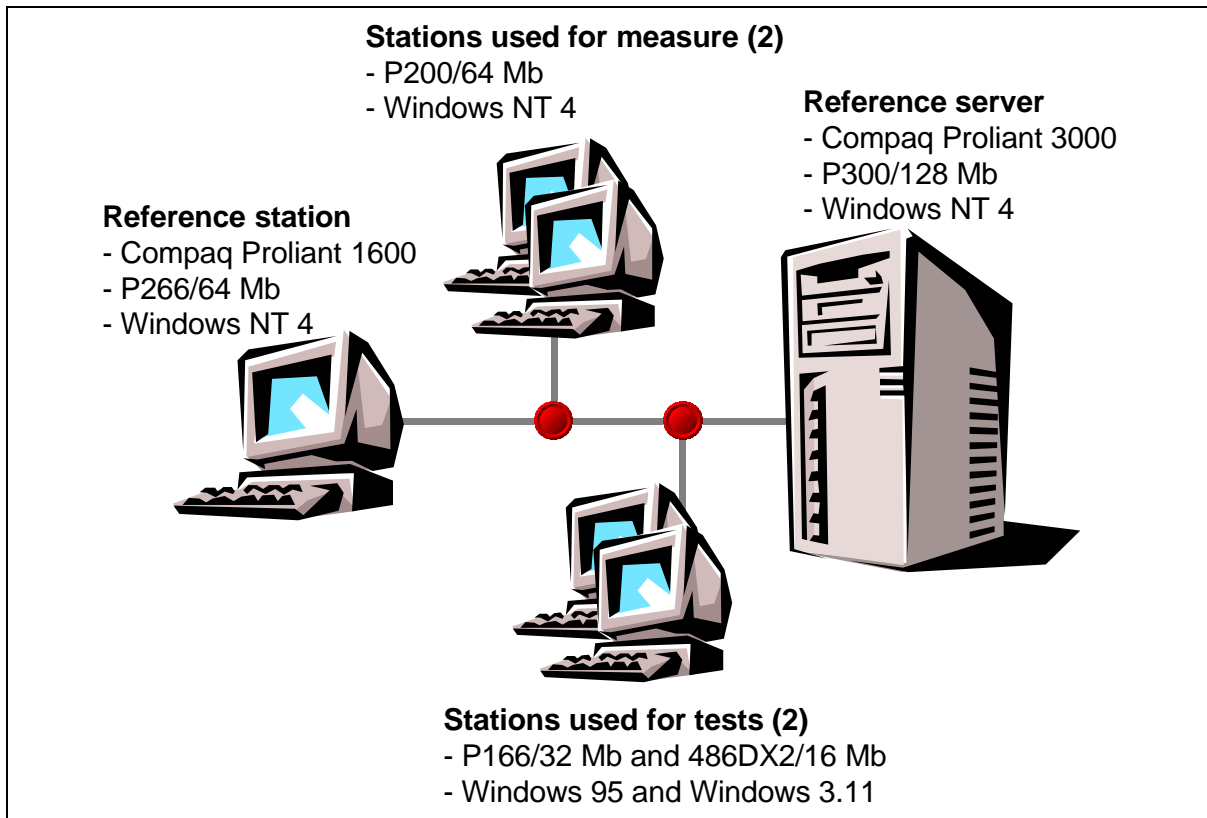 Stations used for measure (2)
- P200/64 Mb
- Windows NT 4
Reference server
- Compaq Proliant 3000
- P300/128 Mb
- Windows NT 4
Reference station
- Compaq Proliant 1600
- P266/64 Mb
- Windows NT 4
Stations used for tests (2)
- P166/32 Mb and 486DX2/16 Mb
- Windows 95 and Windows 3.11